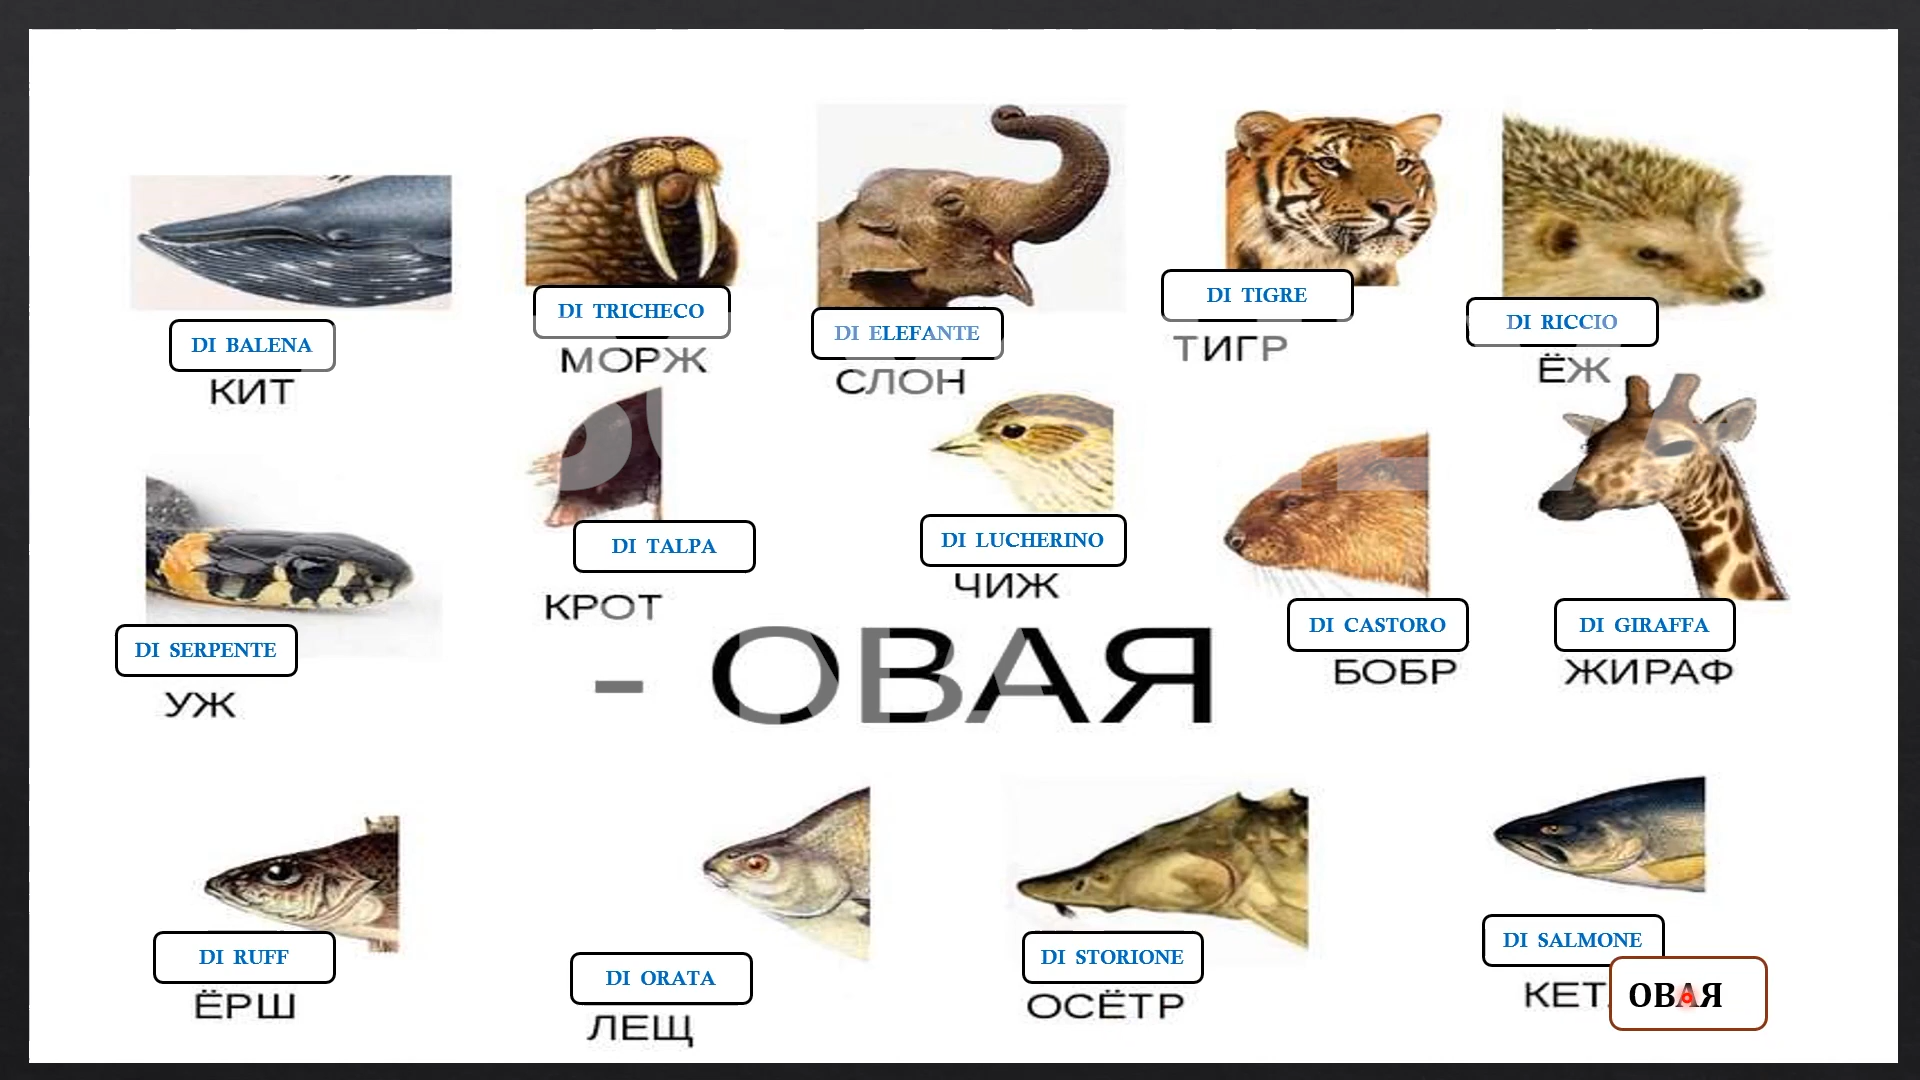 DI TRICHECO
DI ELEFANTE
DI TIGRE
DI RICCIO
DI BALENA
МОРЖ
СЛОН
ТИГР
ЁЖ
КИТ
DI TALPA
DI LUCHERINO
КРОТ
ЧИЖ
DI CASTORO
DI GIRAFFA
DI SERPENTE
БОБР
ЖИРАФ
УЖ
- ОВАЯ
DI RUFF
DI ORATA
DI STORIONE
DI SALMONE
ЁРШ
ЛЕЩ
ОСЁТР
КЕТ
ОВАЯ